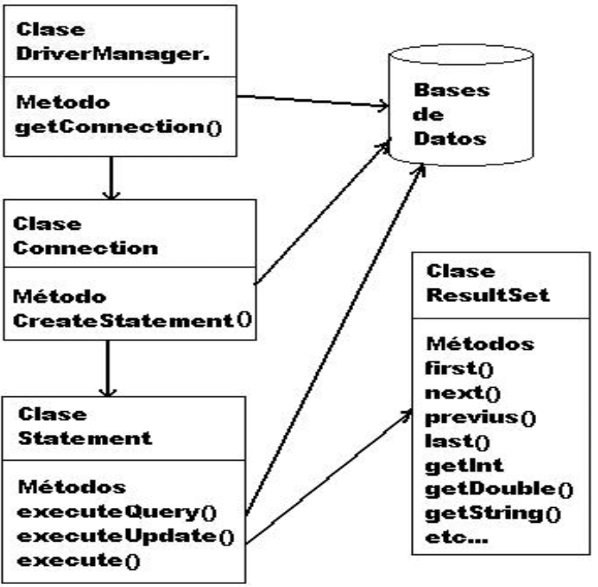 Clase
DriverManager.
Metodo
getConnection()
Bases
de
Datos
Clase
Connection
Método
CreateStatement()
Clase
ResultSet
Métodos
first()
next()
previus()
last()
getInt
getDouble()
getString()
etc...
Clase
Statement
Métodos
executeQuery()
executeUpdate()
execute()